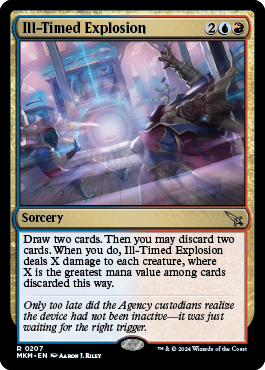 Ill-Timed Explosion
2
Sorcery
Draw two cards. Then you may discard two
cards. When you do, Ill-Timed Explosion
deals X damage to each creature, where
X is the greatest mana value among cards
discarded this way.
Only too late did the Agency custodians realize
the device had not been inactive—it was just
waiting for the right trigger.
R 0207
MKM • EN Aaron J. Riley
™ & © 2024 Wizards of the Coast